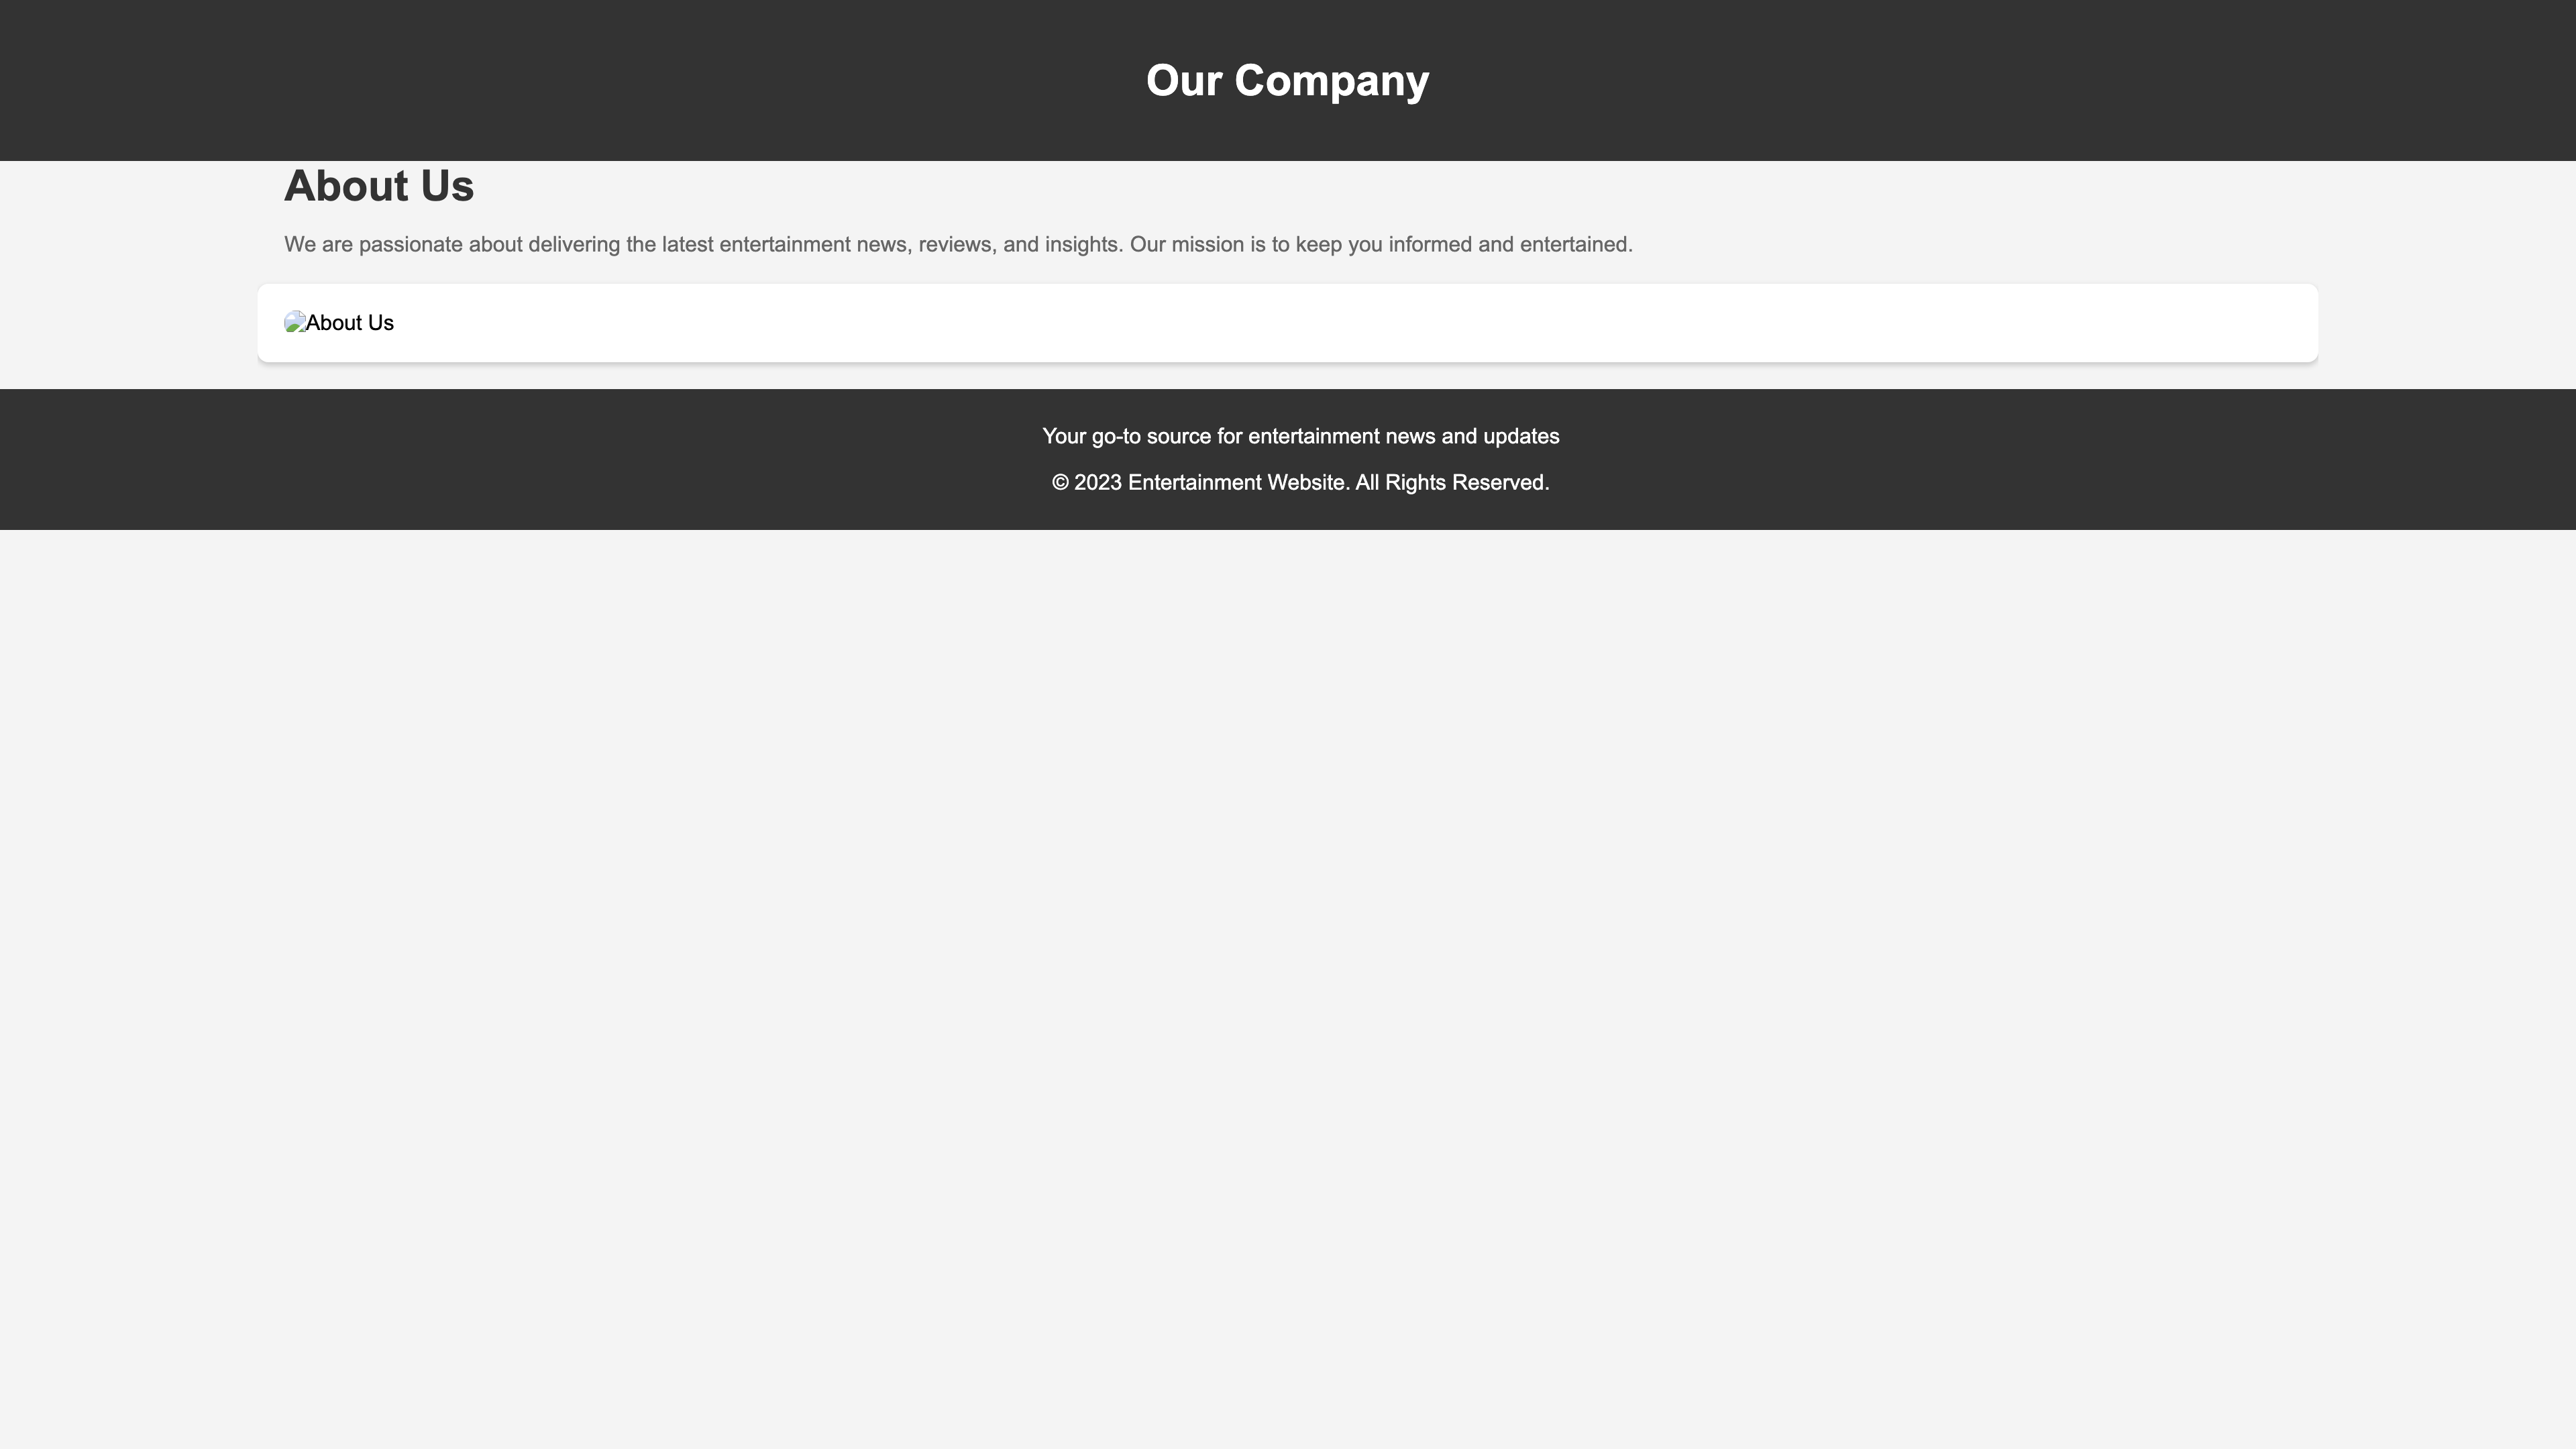 Our Company
About Us
We are passionate about delivering the latest entertainment news, reviews, and insights. Our mission is to keep you informed and entertained.
About Us
Your go-to source for entertainment news and updates
© 2023 Entertainment Website. All Rights Reserved.